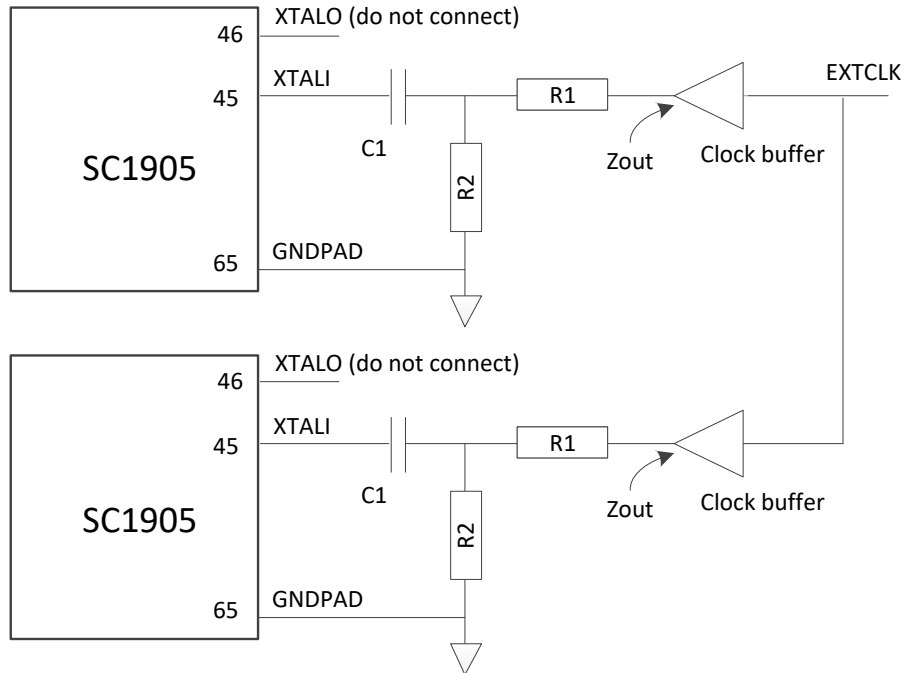 XTALO (do not connect)
46
XTALI
EXTCLK
45
R1
C1
Zout
Clock buffer
SC1905
R2
GNDPAD
65
XTALO (do not connect)
46
XTALI
45
R1
C1
Zout
Clock buffer
SC1905
R2
GNDPAD
65